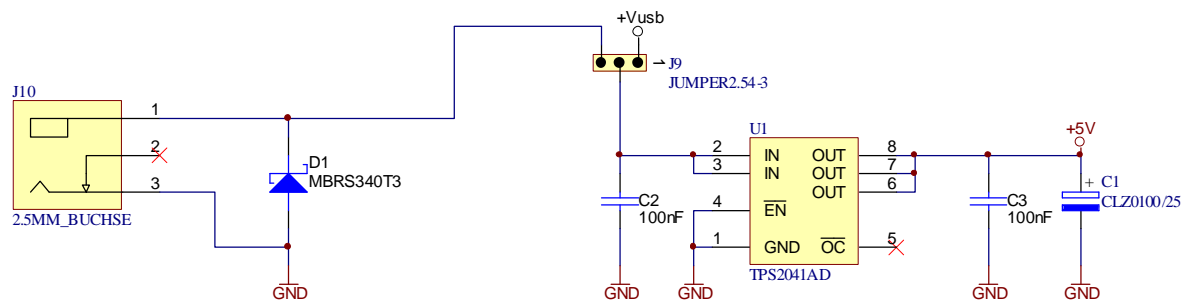 +Vusb
J9
JUMPER2.54-3
J10
1
2
3
2.5MM_BUCHSE
D1
MBRS340T3
GND
U1
2 IN OUT 8
3 IN OUT 7
OUT 6
4 EN
1 GND OC 5
TPS2041AD
C2
100nF
GND
GND
+5V
C3
100nF
C1
+
CLZ0100/25
GND
GND